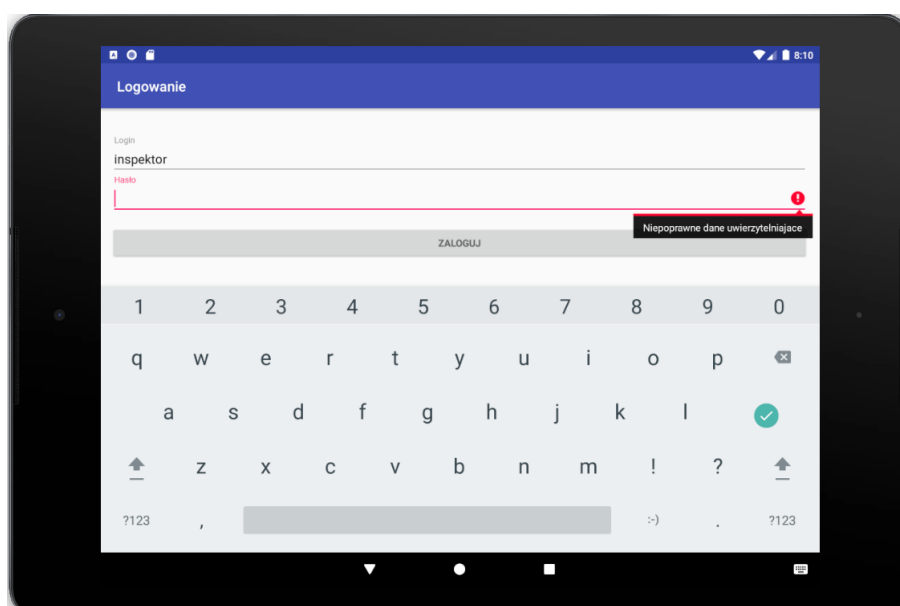 8:10
Logowanie
Login
inspektor
Hasło
Niepoprawne dane uwierzytelniajace
ZALOGUJ
1 2 3 4 5 6 7 8 9 0
q w e r t y u i o p
a s d f g h j k l
z x c v b n m ! ?
?123 , :-) . ?123